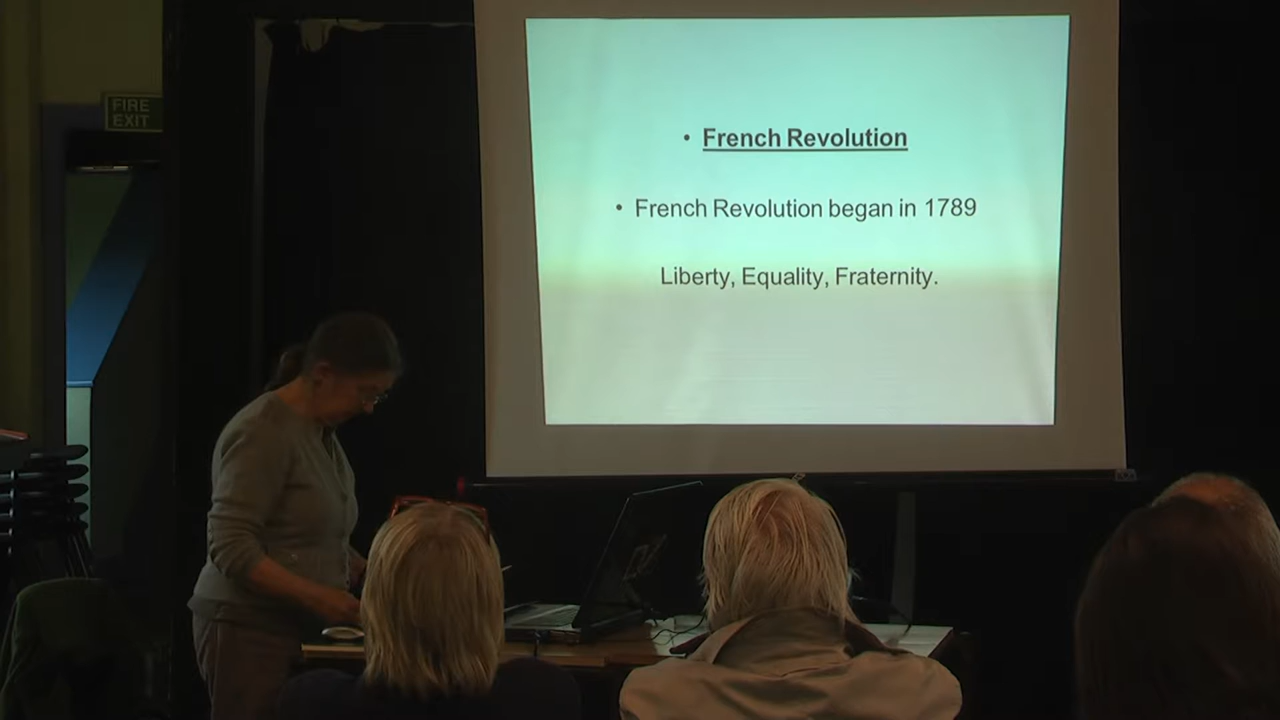 FIRE
EXIT
• French Revolution
• French Revolution began in 1789
Liberty, Equality, Fraternity.